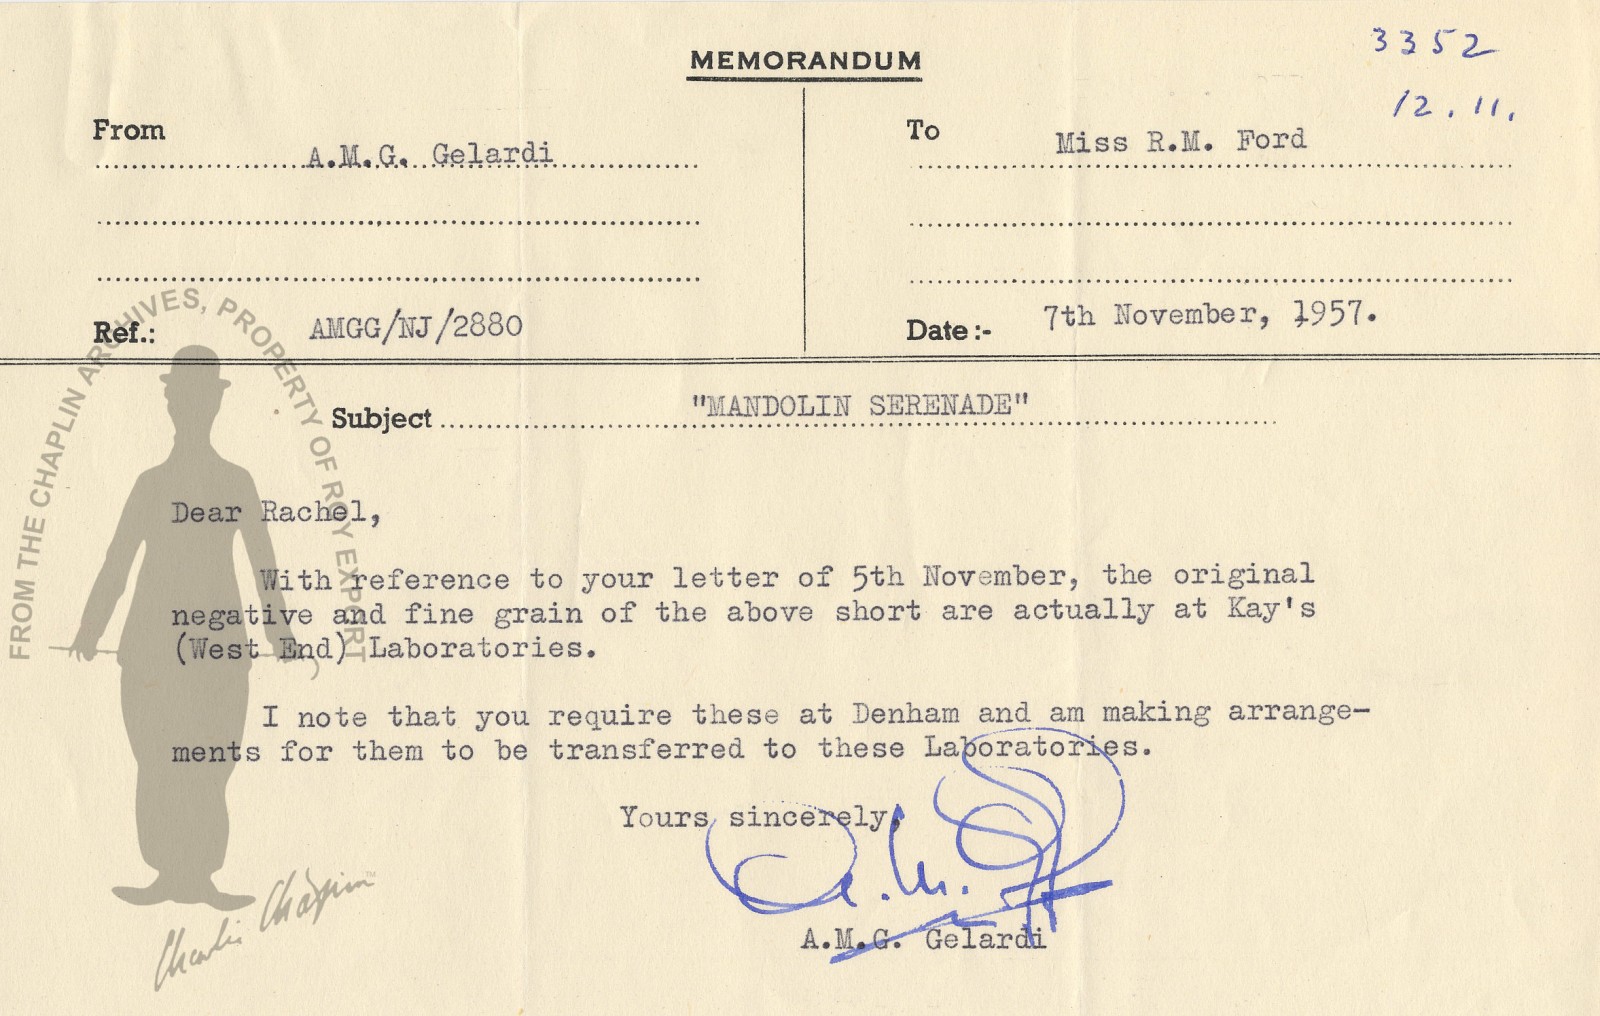 MEMORANDUM
3352
12.11.
From A.M.G. Gelardi
To Miss R.M. Ford
Ref.: AMGG/NJ/2880
Date:- 7th November, 1957.
Subject "MANDOLIN SERENADE"
Dear Rachel,
With reference to your letter of 5th November, the original
negative and fine grain of the above short are actually at Kay's
(West End) Laboratories.
I note that you require these at Denham and am making arrange-
ments for them to be transferred to these Laboratories.
Yours sincerely,
A.M.G. Gelardi
FROM THE CHAPLIN ARCHIVES, PROPERTY OF ROY EXPORT
Charlie Chaplin™